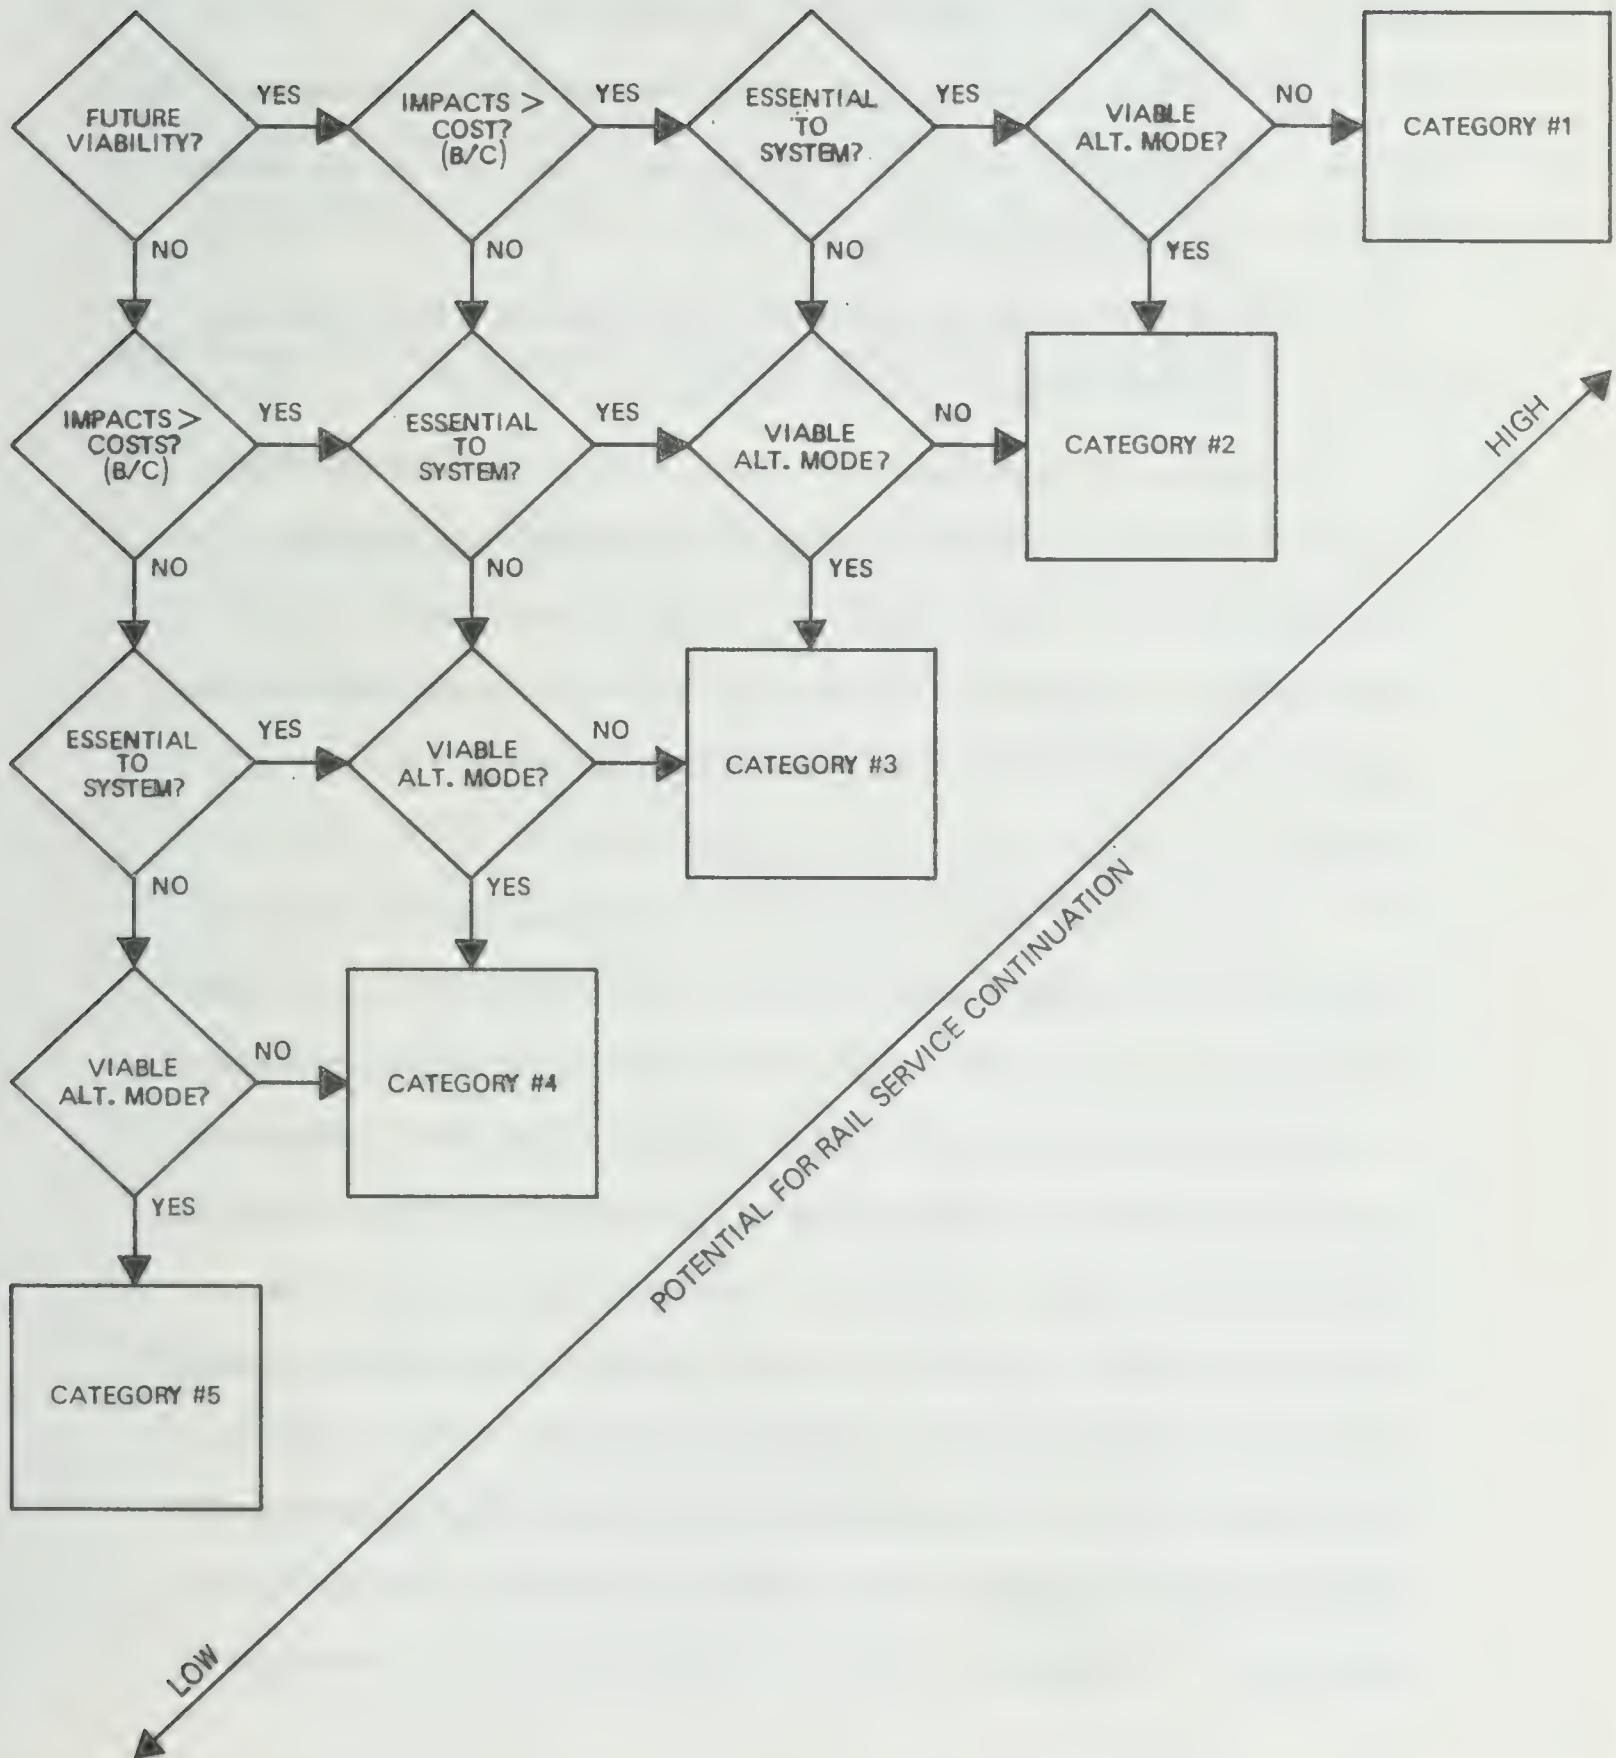 FUTURE
VIABILITY?
YES
IMPACTS >
COST?
(B/C)
YES
ESSENTIAL
TO
SYSTEM?
YES
VIABLE
ALT. MODE?
NO
CATEGORY #1
NO
NO
NO
YES
IMPACTS >
COSTS?
(B/C)
YES
ESSENTIAL
TO
SYSTEM?
YES
VIABLE
ALT. MODE?
NO
CATEGORY #2
HIGH
NO
NO
YES
ESSENTIAL
TO
SYSTEM?
YES
VIABLE
ALT. MODE?
NO
CATEGORY #3
NO
YES
POTENTIAL FOR RAIL SERVICE CONTINUATION
VIABLE
ALT. MODE?
NO
CATEGORY #4
YES
CATEGORY #5
LOW